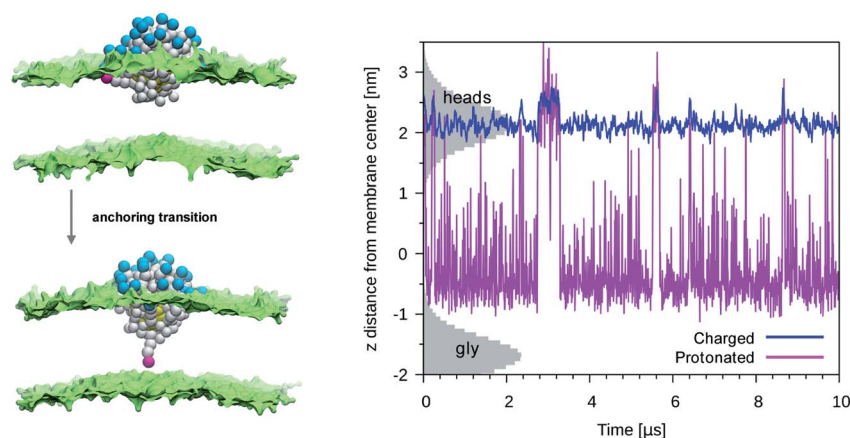 anchoring transition
z distance from membrane center [nm]
3
2
1
0
-1
-2
heads
gly
Charged
Protonated
0 2 4 6 8 10
Time [µs]